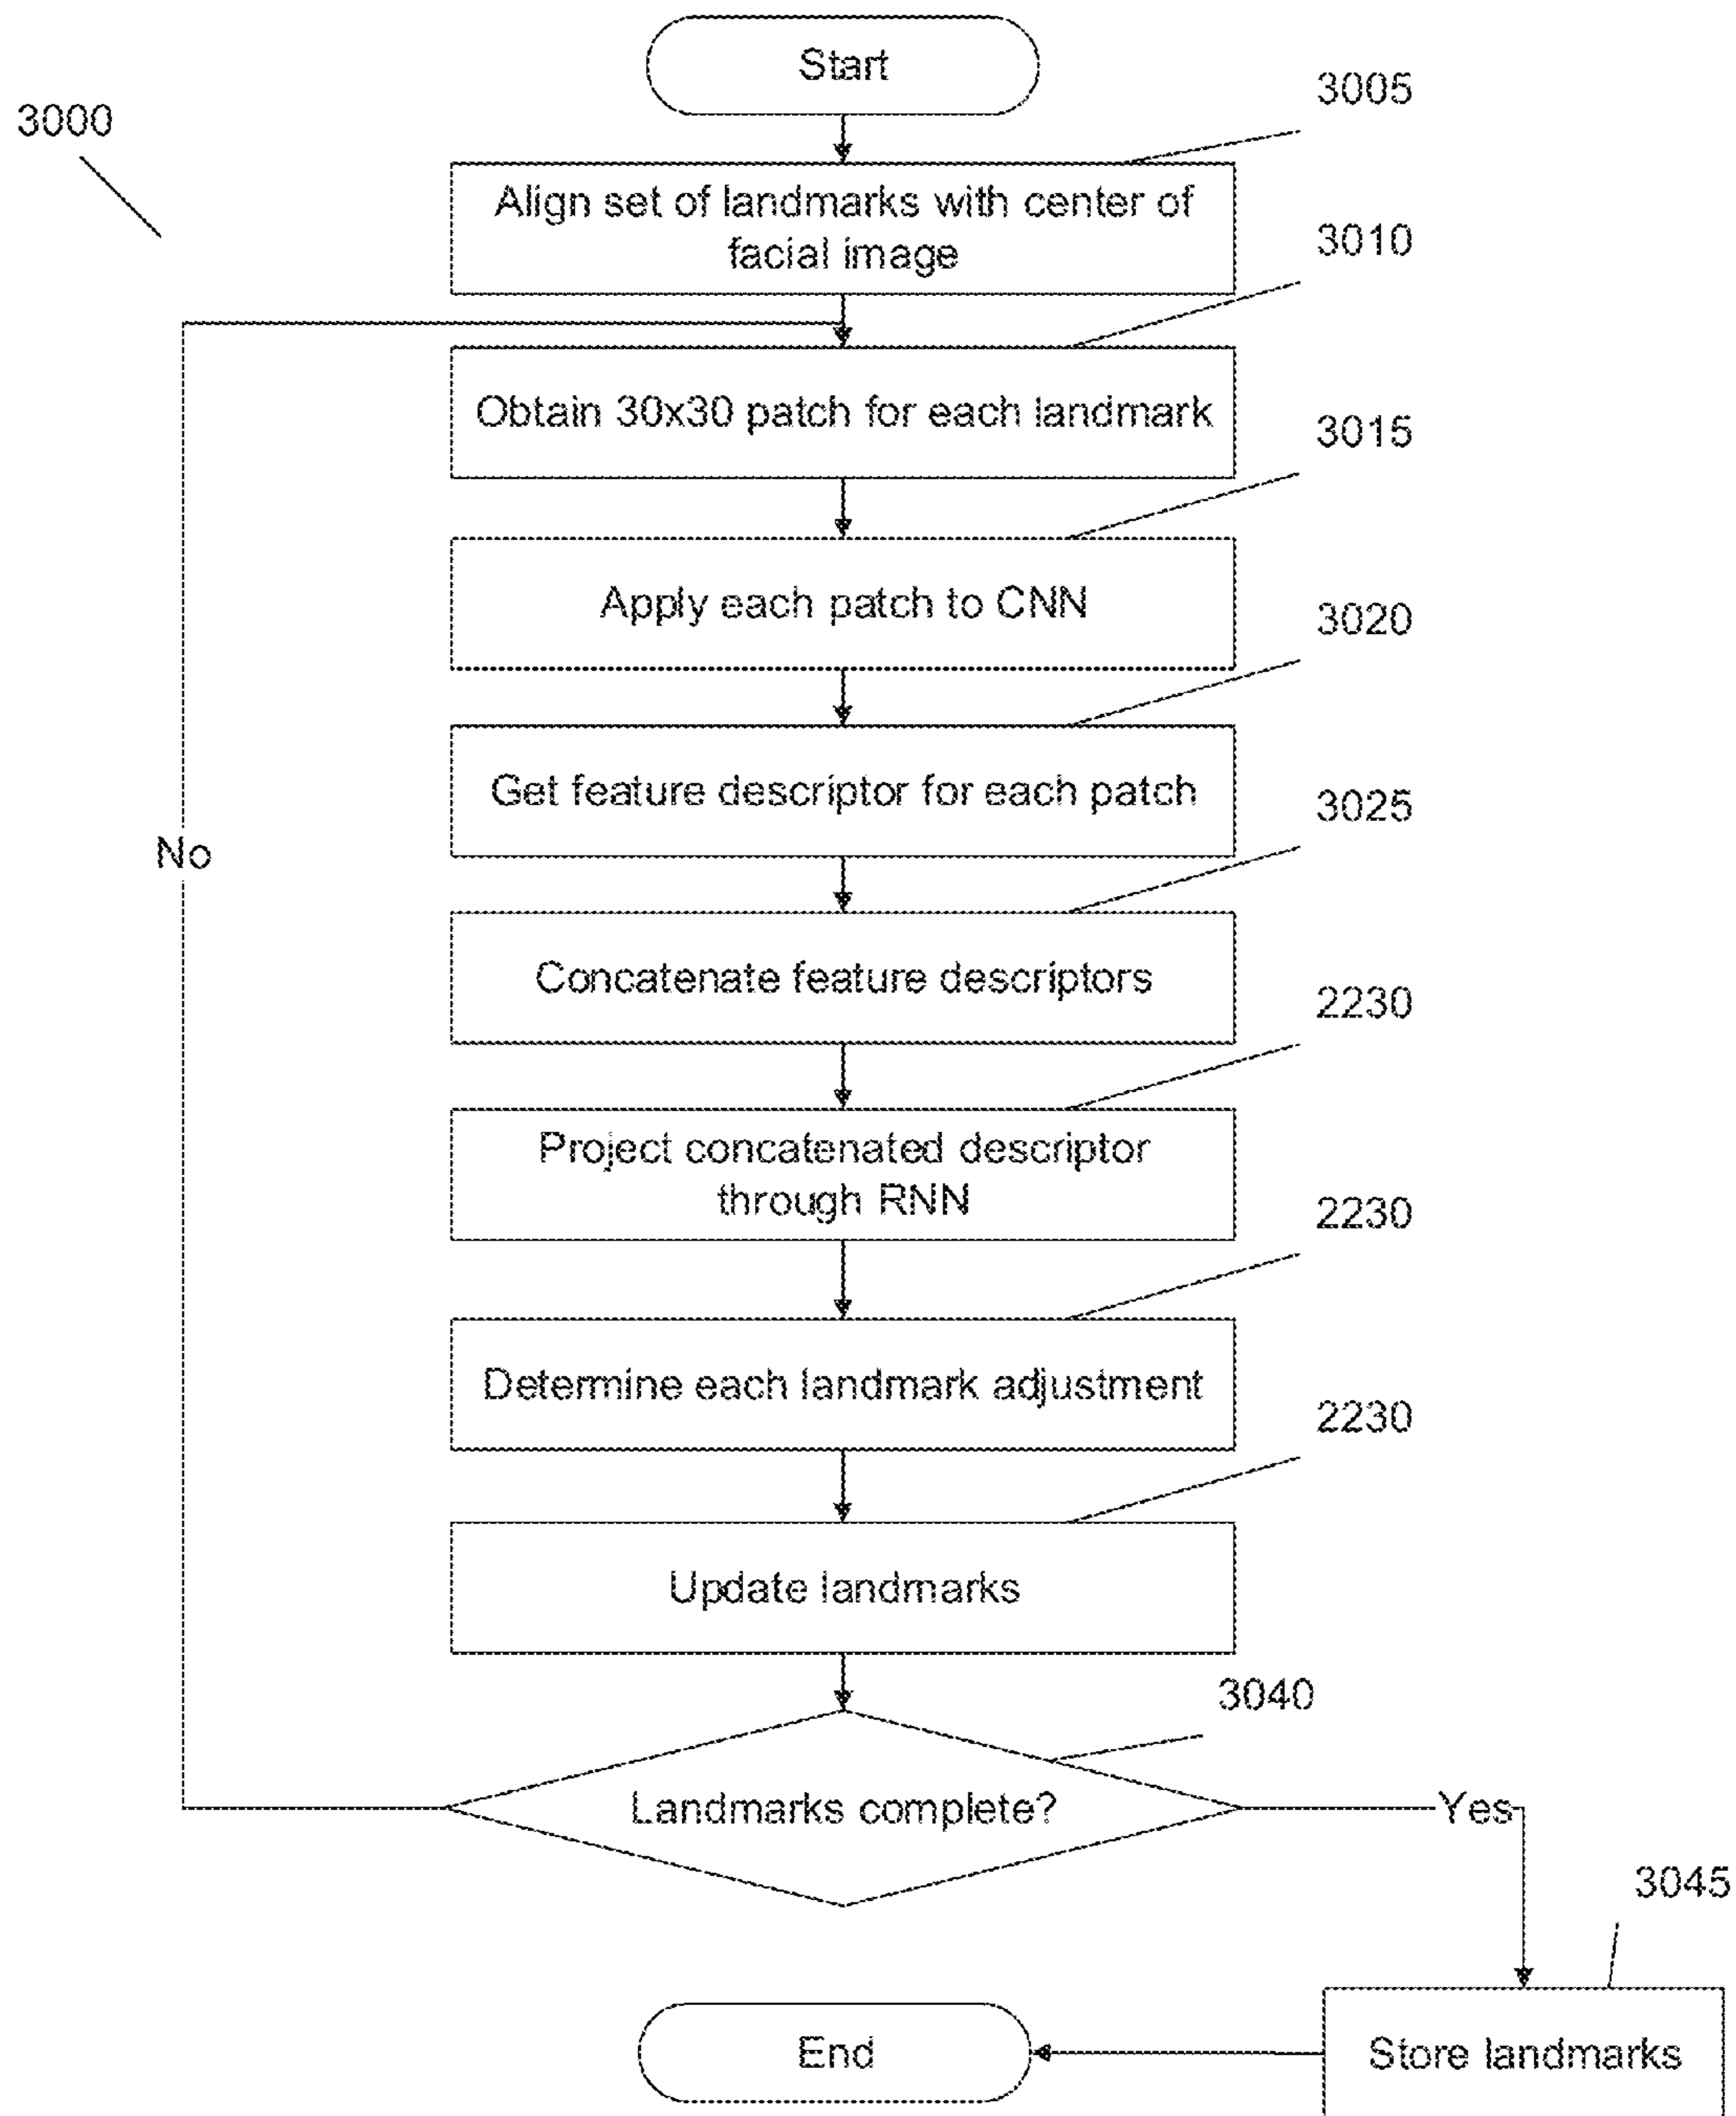 Start
3005
3000
Align set of landmarks with center of
facial image
3010
Obtain 30x30 patch for each landmark
3015
Apply each patch to CNN
3020
Get feature descriptor for each patch
3025
No
Concatenate feature descriptors
2230
Project concatenated descriptor
through RNN
2230
Determine each landmark adjustment
2230
Update landmarks
3040
Landmarks complete?
Yes
3045
Store landmarks
End